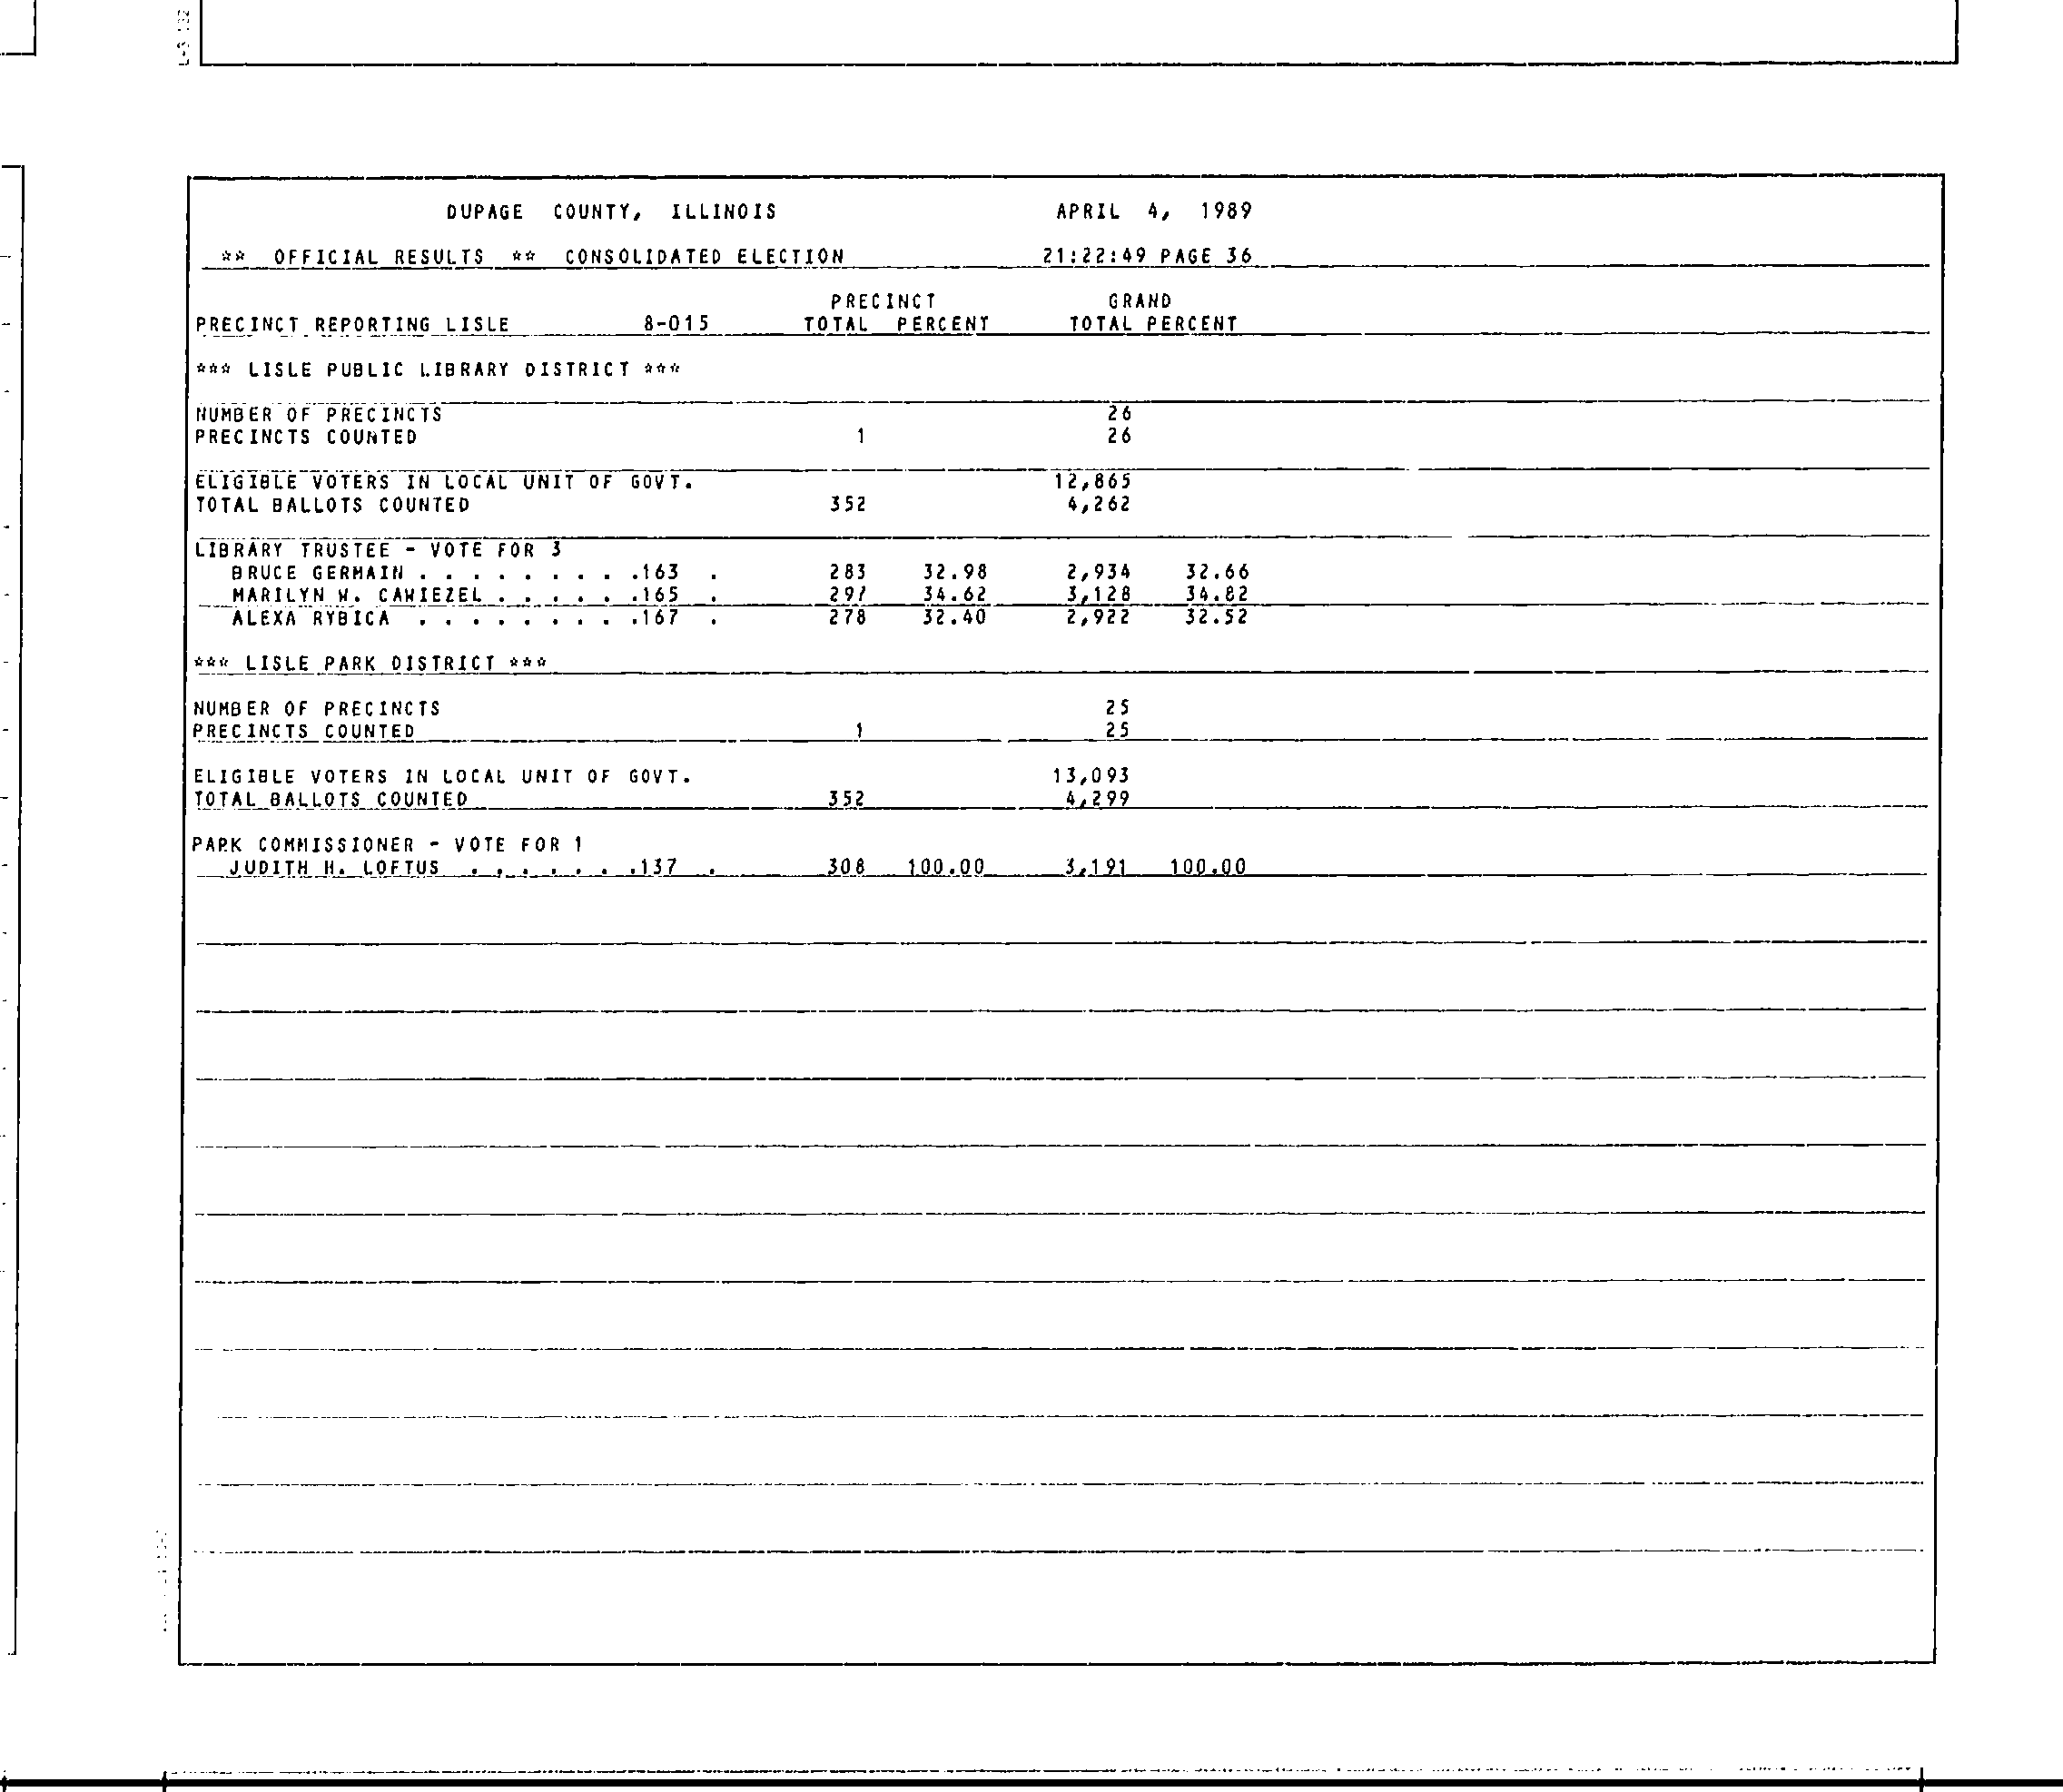 DUPAGE COUNTY, ILLINOIS APRIL 4, 1989
** OFFICIAL RESULTS ** CONSOLIDATED ELECTION 21:22:49 PAGE 36
PRECINCT GRAND
PRECINCT REPORTING LISLE 8-015 TOTAL PERCENT TOTAL PERCENT
*** LISLE PUBLIC LIBRARY DISTRICT ***
NUMBER OF PRECINCTS 26
PRECINCTS COUNTED 1 26
ELIGIBLE VOTERS IN LOCAL UNIT OF GOVT. 12,865
TOTAL BALLOTS COUNTED 352 4,262
LIBRARY TRUSTEE - VOTE FOR 3
BRUCE GERMAIN . . . . . . . . .163 . 283 32.98 2,934 32.66
MARILYN W. CAWIEZEL . . . . . .165 . 297 34.62 3,128 34.82
ALEXA RYBICA . . . . . . . . .167 . 278 32.40 2,922 32.52
*** LISLE PARK DISTRICT ***
NUMBER OF PRECINCTS 25
PRECINCTS COUNTED 1 25
ELIGIBLE VOTERS IN LOCAL UNIT OF GOVT. 13,093
TOTAL BALLOTS COUNTED 352 4,299
PARK COMMISSIONER - VOTE FOR 1
JUDITH H. LOFTUS . . . . . . .137 . 308 100.00 3,191 100.00